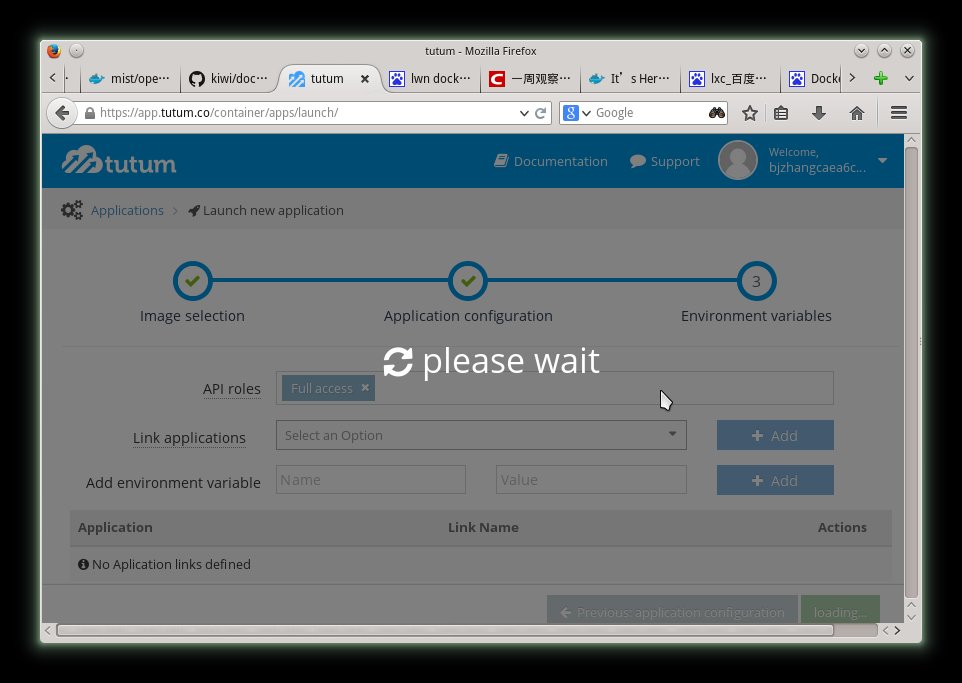 tutum - Mozilla Firefox
mist/ope··· kiwi/doc··· tutum lwn dock··· 一周观察··· It's Her··· lxc_百度··· Docke
https://app.tutum.co/container/apps/launch/ 8 Google
tutum Documentation Support Welcome,
bjzhangcaea6c...
Applications > Launch new application
3
Image selection Application configuration Environment variables
please wait
API roles Full access ×
Link applications Select an Option + Add
Add environment variable Name Value + Add
Application Link Name Actions
No Aplication links defined
Previous: application configuration loading...